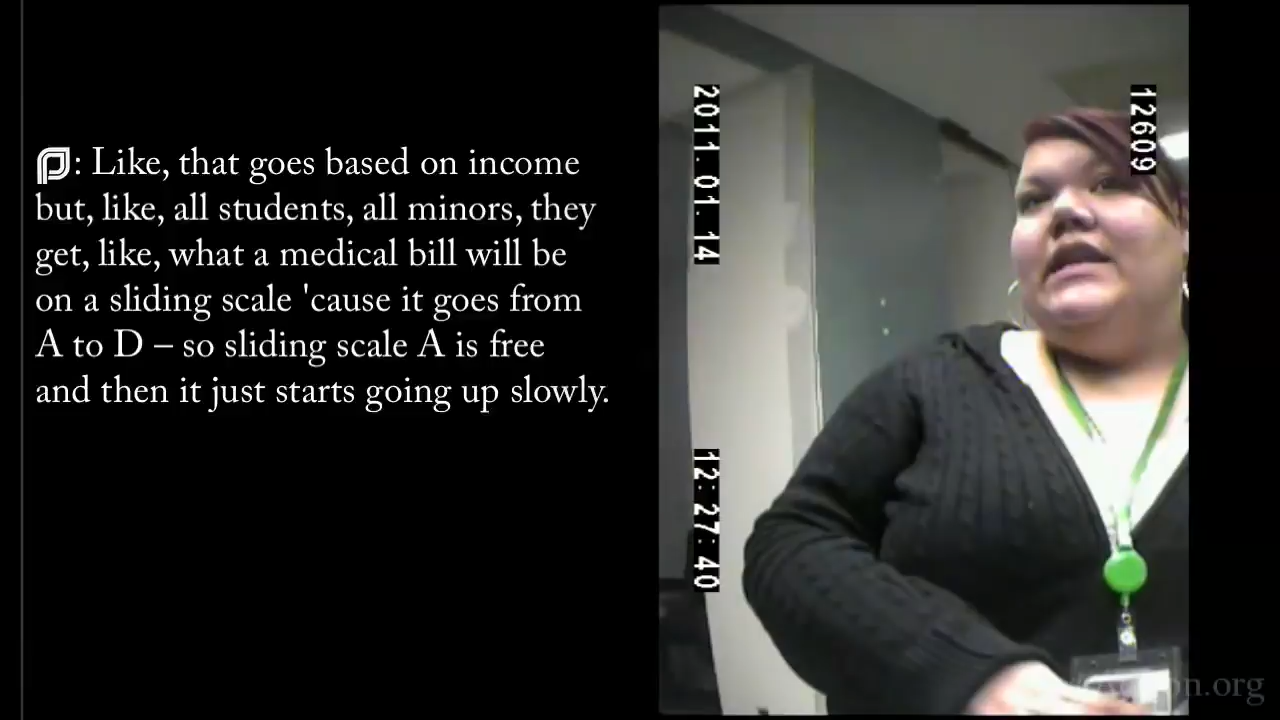 : Like, that goes based on income
but, like, all students, all minors, they
get, like, what a medical bill will be
on a sliding scale 'cause it goes from
A to D – so sliding scale A is free
and then it just starts going up slowly.
2011.01.14
12:27:40
12609